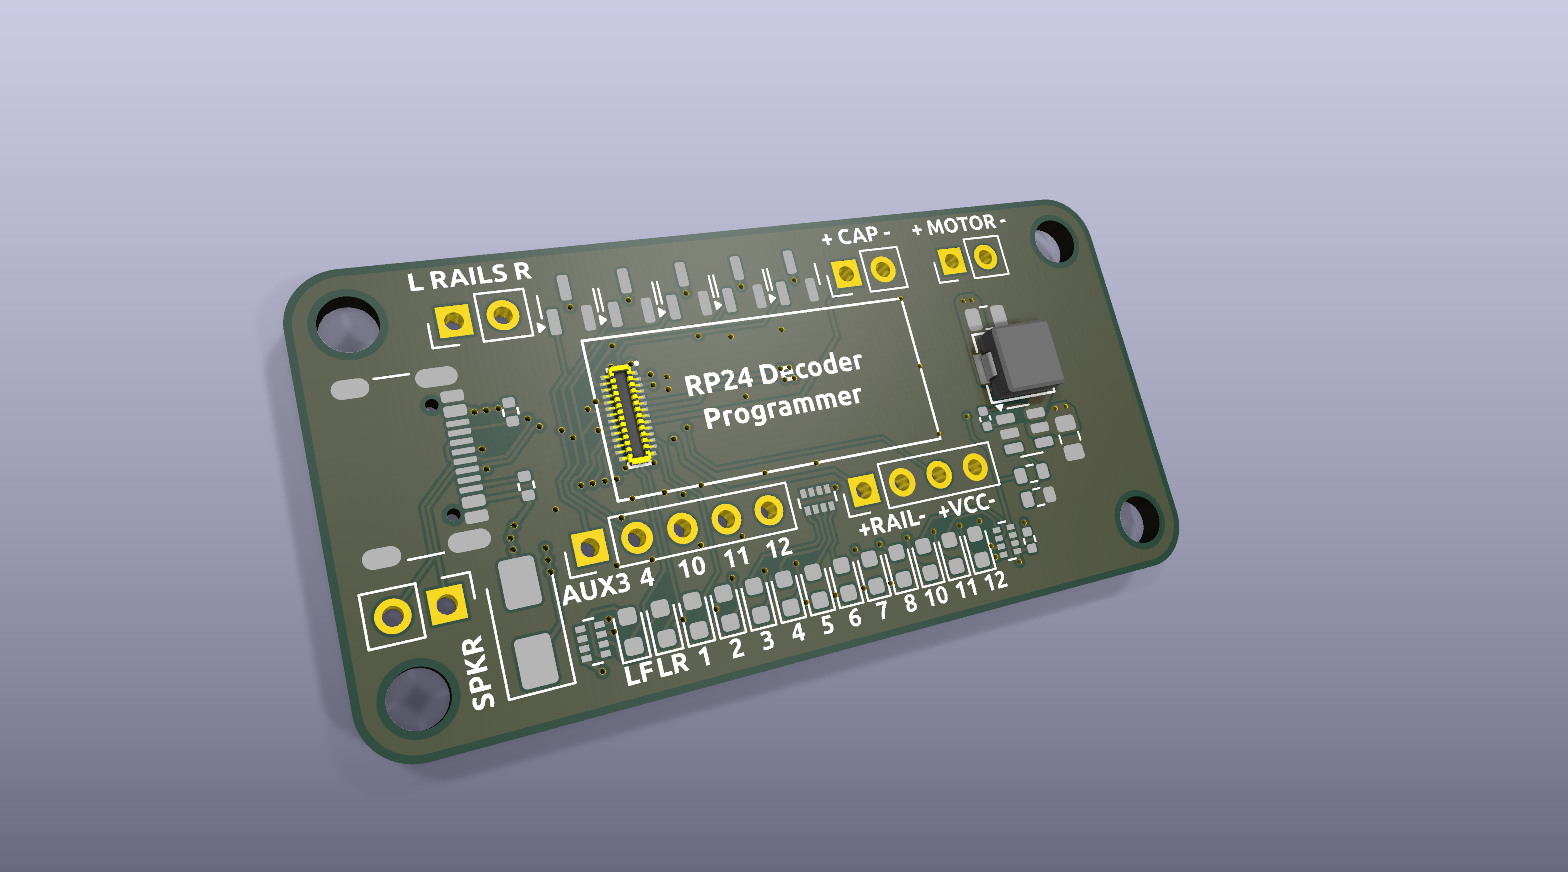 + MOTOR -
+ CAP -
L RAILS R
RP24 Decoder
Programmer
+RAIL- +VCC-
AUX3 4 10 11 12
SPKR
LF LR 1 2 3 4 5 6 7 8 10 11 12